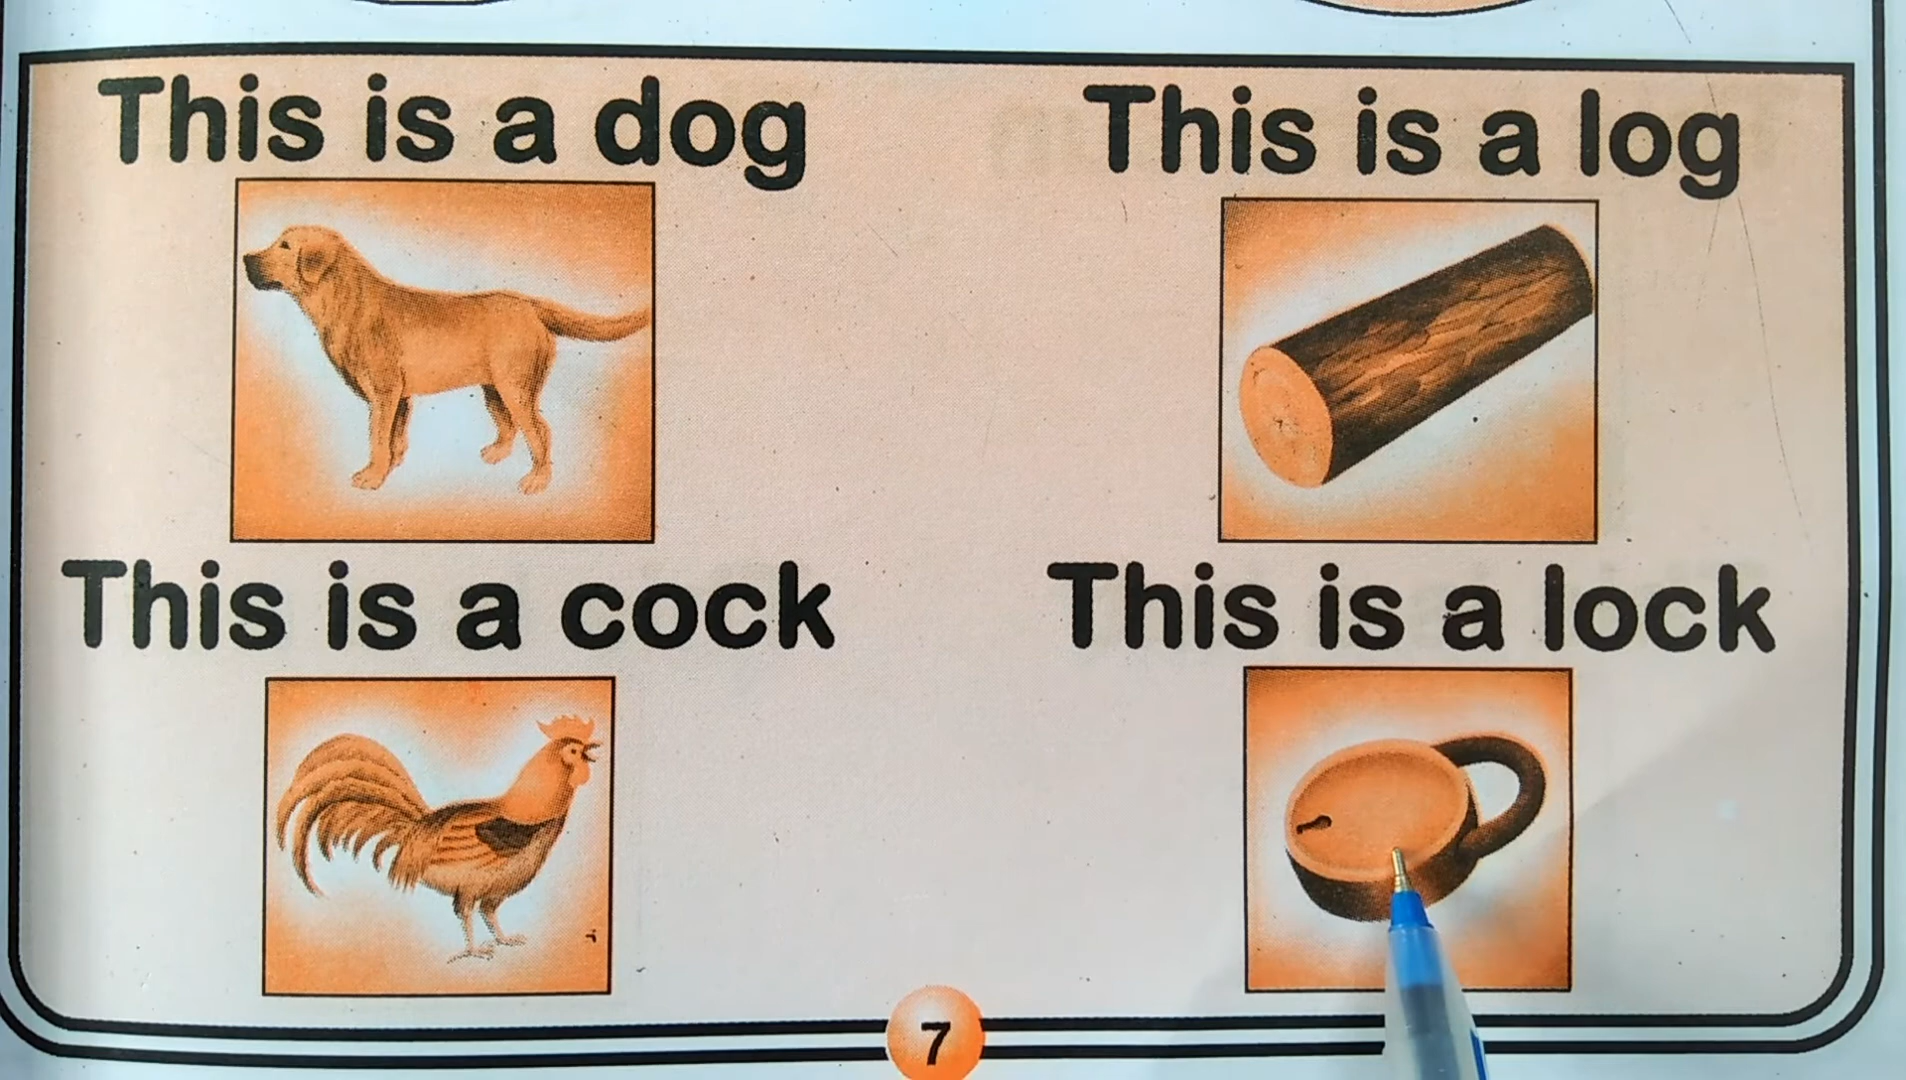 This is a dog
This is a log
This is a cock
This is a lock
7